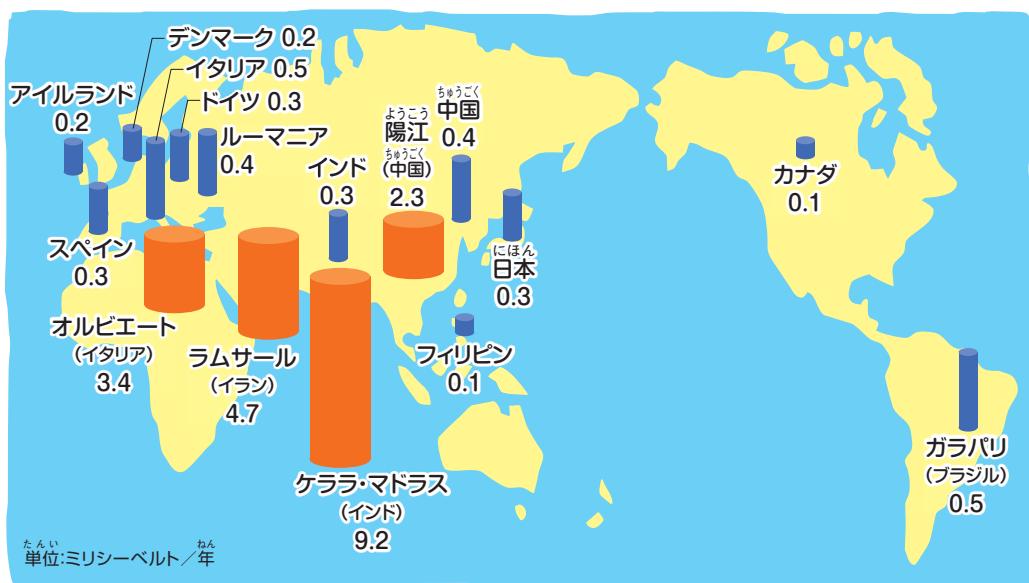 デンマーク 0.2
イタリア 0.5
ドイツ 0.3
アイルランド
0.2
ルーマニア
0.4
スペイン
0.3
インド
0.3
ようこう
陽江
ちゅうごく
(中国)
2.3
ちゅうごく
中国
0.4
にほん
日本
0.3
カナダ
0.1
オルビエート
(イタリア)
3.4
ラムサール
(イラン)
4.7
ケララ・マドラス
(インド)
9.2
フィリピン
0.1
ガラパリ
(ブラジル)
0.5
たんい ねん
単位:ミリシーベルト／年